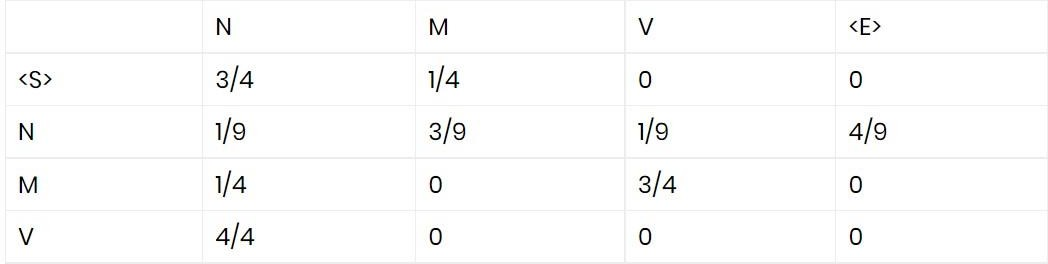 N M V <E>
<S> 3/4 1/4 0 0
N 1/9 3/9 1/9 4/9
M 1/4 0 3/4 0
V 4/4 0 0 0